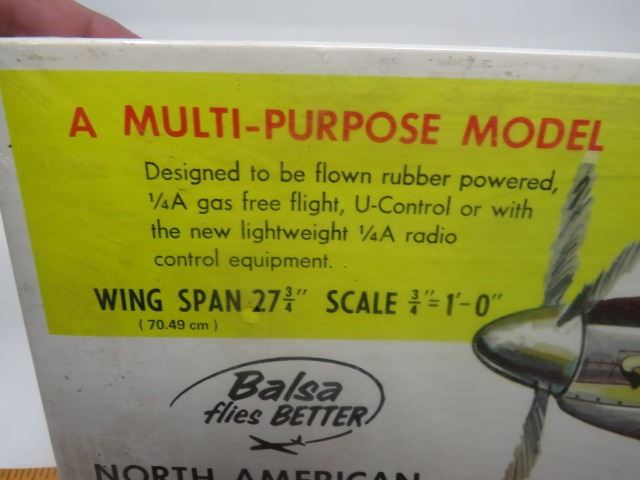 A MULTI-PURPOSE MODEL
Designed to be flown rubber powered,
¼A gas free flight, U-Control or with
the new lightweight ¼A radio
control equipment.
WING SPAN 27¾" SCALE ¾"=1'-0"
(70.49 cm)
Balsa
flies BETTER
NORTH AMERICAN